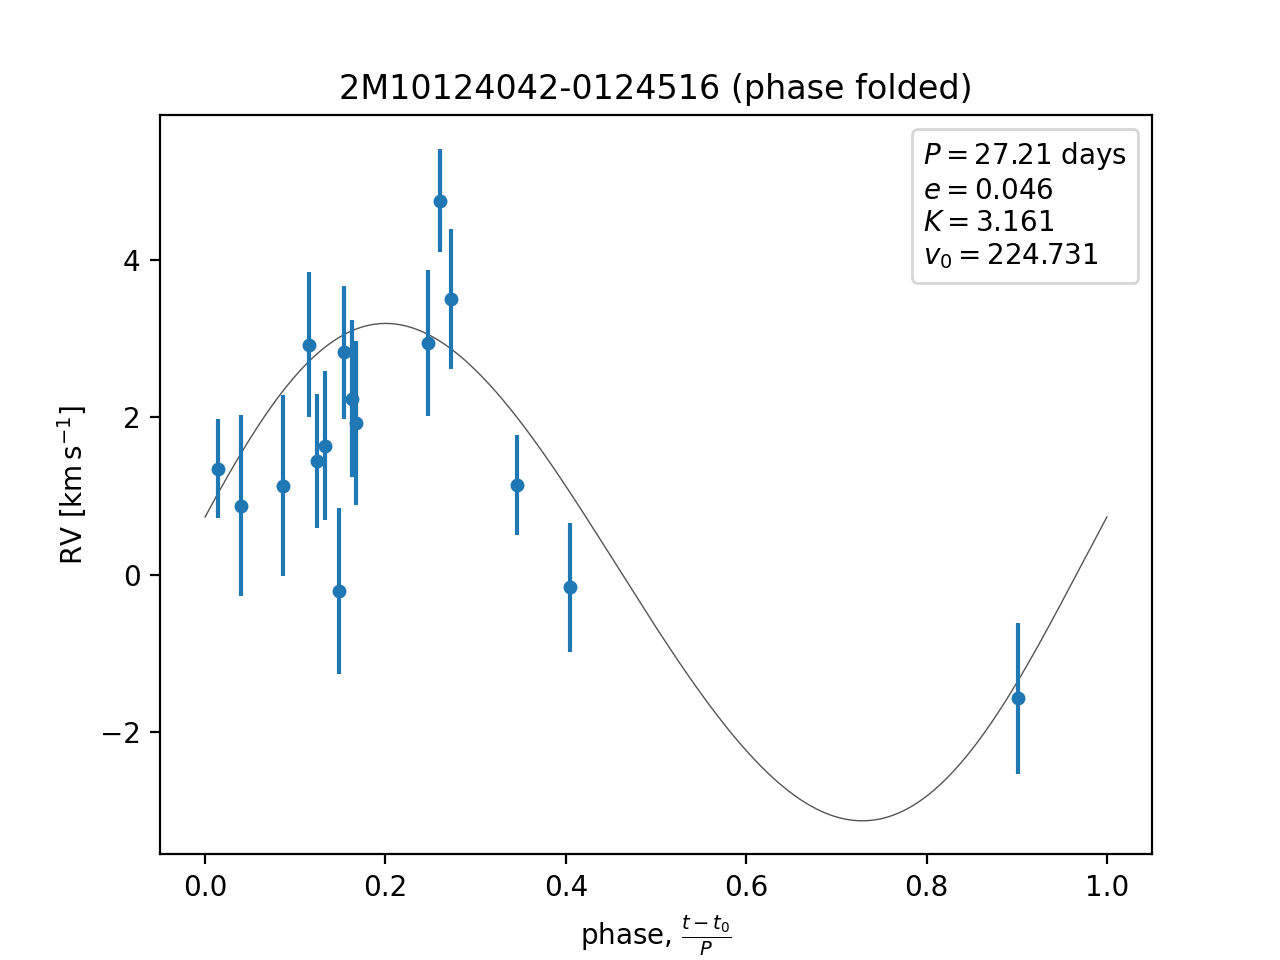 2M10124042-0124516 (phase folded)
P = 27.21 days
e = 0.046
K = 3.161
v₀ = 224.731
4
2
0
−2
RV [km s⁻¹]
0.0 0.2 0.4 0.6 0.8 1.0
phase, (t − t₀)/P